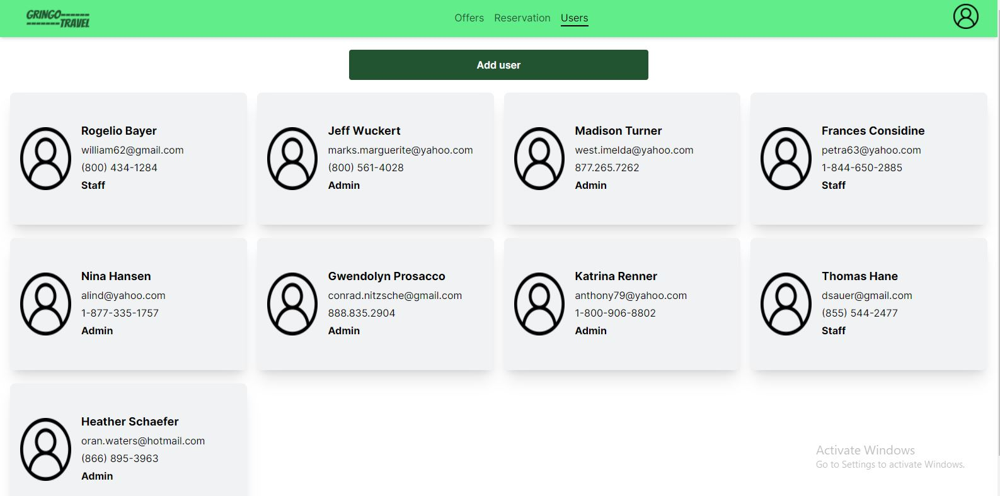 GRINGO------
-------TRAVEL
Offers Reservation Users
Add user
Rogelio Bayer
william62@gmail.com
(800) 434-1284
Staff
Jeff Wuckert
marks.marguerite@yahoo.com
(800) 561-4028
Admin
Madison Turner
west.imelda@yahoo.com
877.265.7262
Admin
Frances Considine
petra63@yahoo.com
1-844-650-2885
Staff
Nina Hansen
alind@yahoo.com
1-877-335-1757
Admin
Gwendolyn Prosacco
conrad.nitzsche@gmail.com
888.835.2904
Admin
Katrina Renner
anthony79@yahoo.com
1-800-906-8802
Admin
Thomas Hane
dsauer@gmail.com
(855) 544-2477
Staff
Heather Schaefer
oran.waters@hotmail.com
(866) 895-3963
Admin
Activate Windows
Go to Settings to activate Windows.